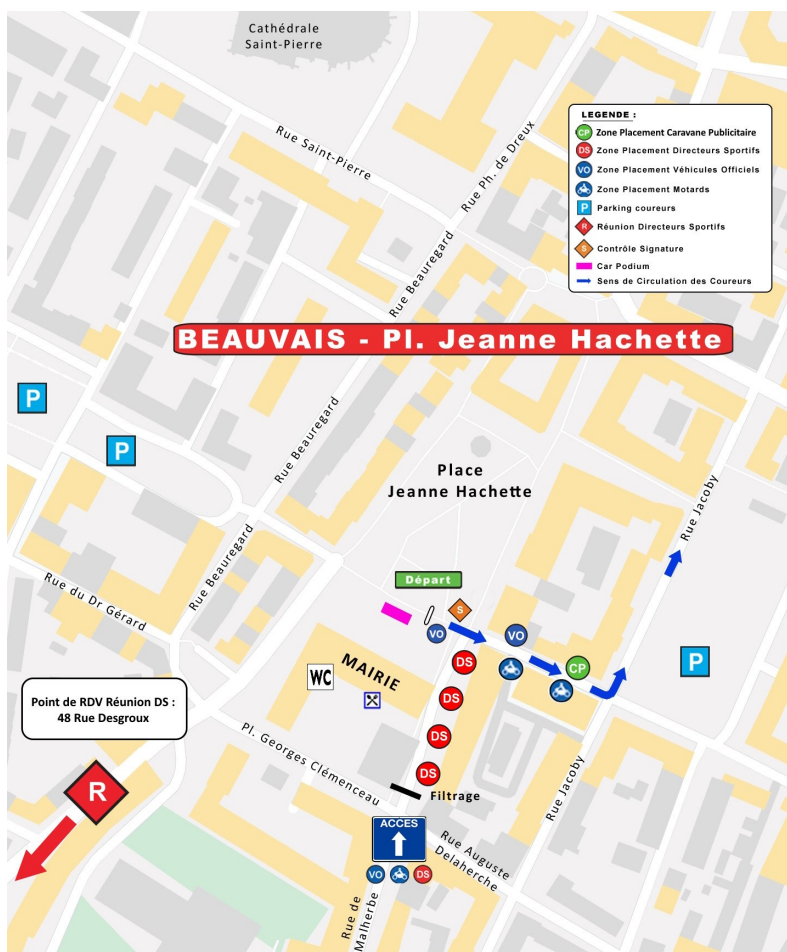 Cathédrale
Saint-Pierre
Rue Saint-Pierre
Rue Ph. de Dreux
LEGENDE :
CP Zone Placement Caravane Publicitaire
DS Zone Placement Directeurs Sportifs
VO Zone Placement Véhicules Officiels
Zone Placement Motards
P Parking coureurs
R Réunion Directeurs Sportifs
S Contrôle Signature
Car Podium
Sens de Circulation des Coureurs
Rue Beauregard
BEAUVAIS - Pl. Jeanne Hachette
P
P
Rue Beauregard
Place
Jeanne Hachette
Rue Jacoby
Rue Beauregard
Rue du Dr Gérard
Départ
S
VO
VO
DS
CP
P
MAIRIE
WC
DS
Point de RDV Réunion DS :
48 Rue Desgroux
DS
Pl. Georges Clémenceau
DS
Rue Jacoby
R
Filtrage
ACCES
Rue Auguste
Delaherche
VO
DS
Rue de
Malherbe